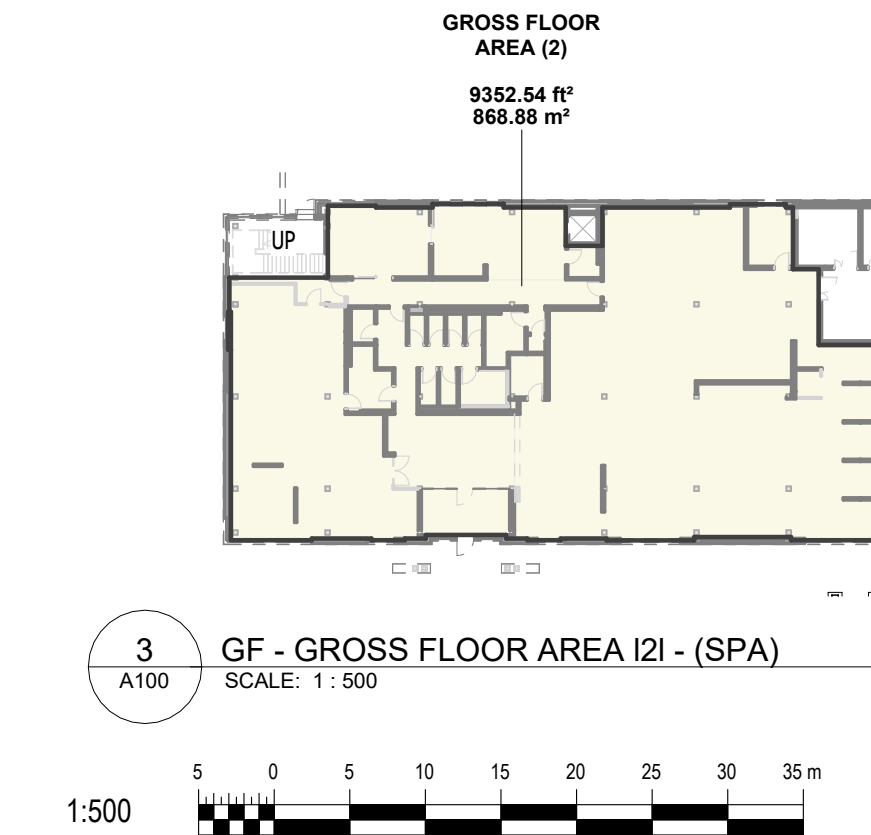 GROSS FLOOR
AREA (2)
9352.54 ft²
868.88 m²
UP
3
A100
GF - GROSS FLOOR AREA I2I - (SPA)
SCALE: 1 : 500
1:500
5 0 5 10 15 20 25 30 35 m